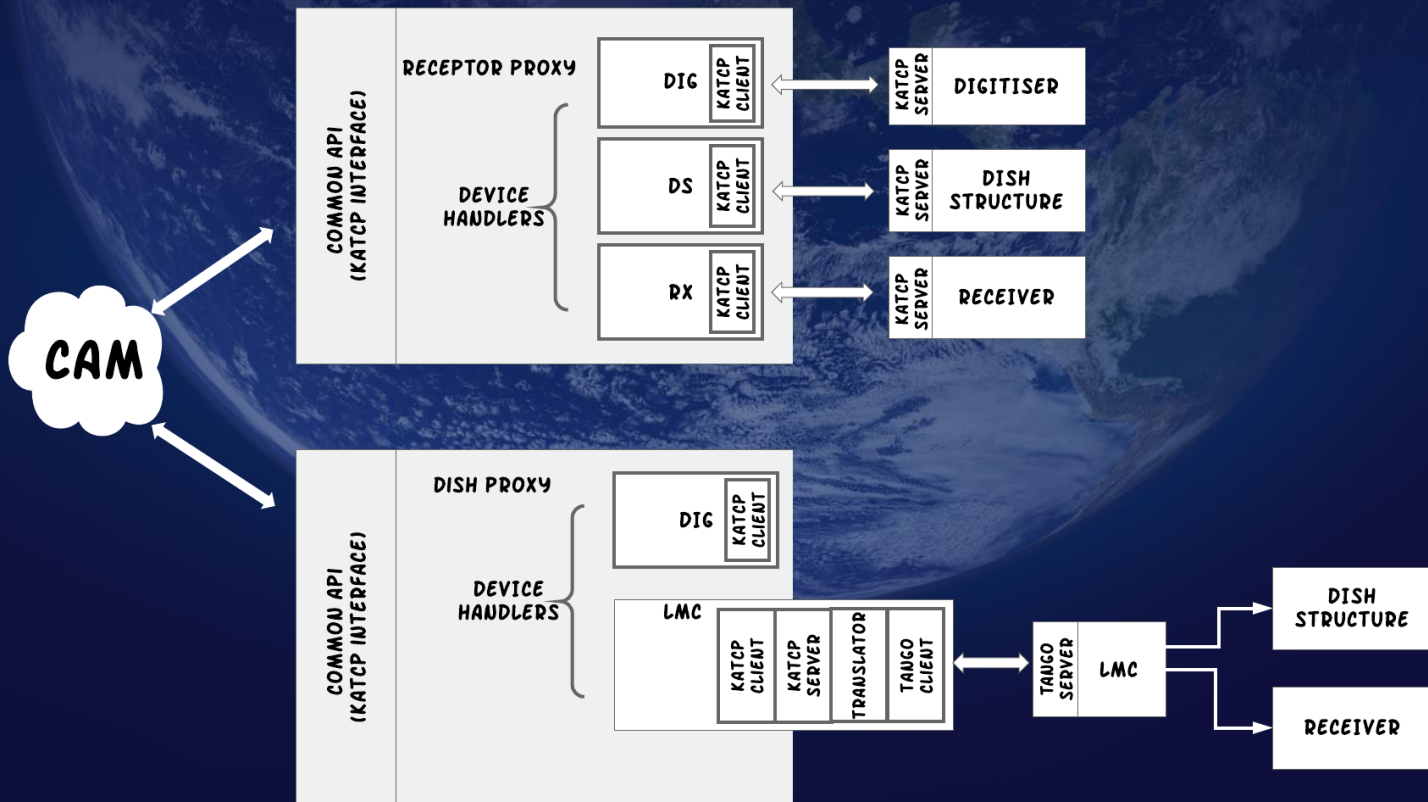 CAM
COMMON API
(KATCP INTERFACE)
RECEPTOR PROXY
DEVICE
HANDLERS
DIG
KATCP
CLIENT
DS
KATCP
CLIENT
RX
KATCP
CLIENT
KATCP
SERVER
DIGITISER
KATCP
SERVER
DISH
STRUCTURE
KATCP
SERVER
RECEIVER
COMMON API
(KATCP INTERFACE)
DISH PROXY
DEVICE
HANDLERS
DIG
KATCP
CLIENT
LMC
KATCP
CLIENT
KATCP
SERVER
TRANSLATOR
TANGO
CLIENT
TANGO
SERVER
LMC
DISH
STRUCTURE
RECEIVER